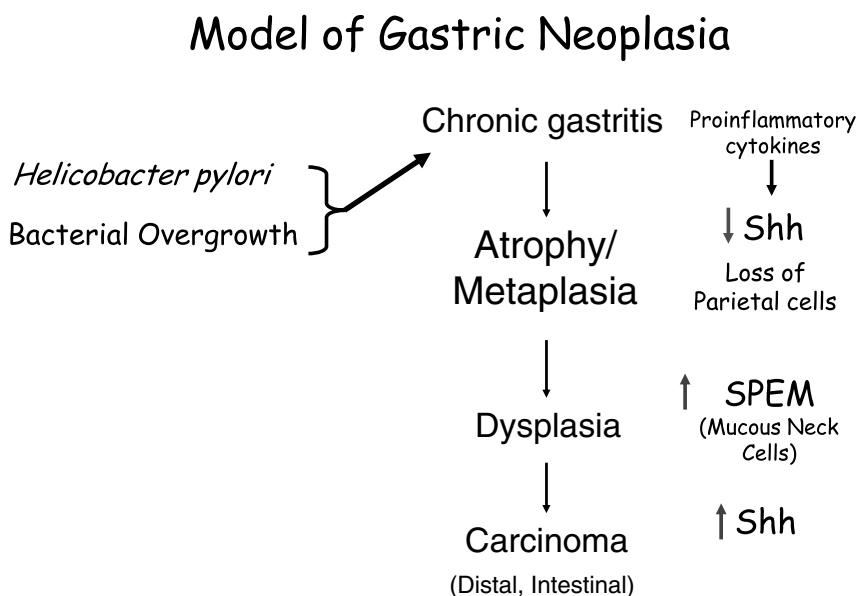 Model of Gastric Neoplasia
Chronic gastritis
Proinflammatory
cytokines
Helicobacter pylori
Bacterial Overgrowth
Atrophy/
Metaplasia
Shh
Loss of
Parietal cells
Dysplasia
SPEM
(Mucous Neck
Cells)
Carcinoma
(Distal, Intestinal)
Shh